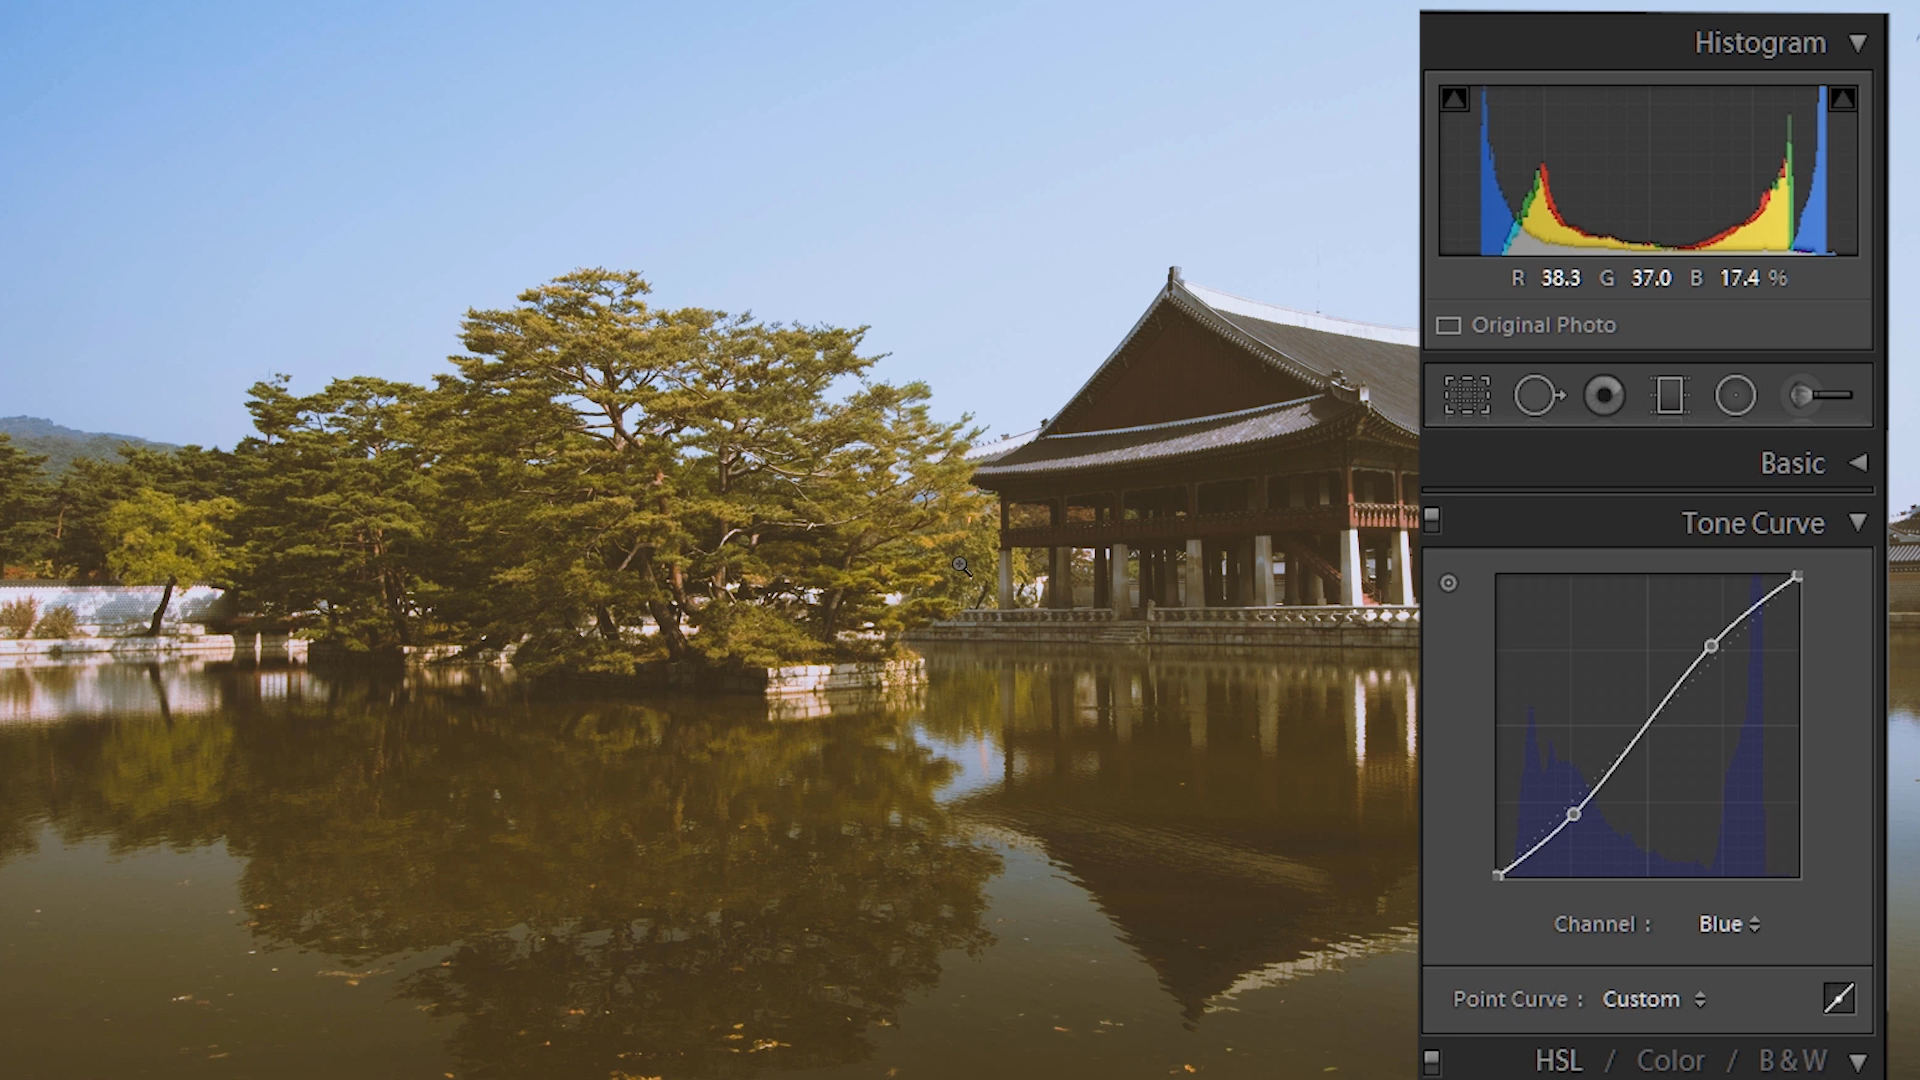 Histogram
R 38.3 G 37.0 B 17.4 %
Original Photo
Basic
Tone Curve
Channel : Blue
Point Curve : Custom
HSL / Color / B & W